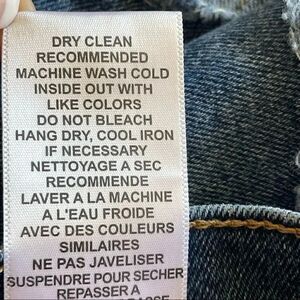 DRY CLEAN
RECOMMENDED
MACHINE WASH COLD
INSIDE OUT WITH
LIKE COLORS
DO NOT BLEACH
HANG DRY, COOL IRON
IF NECESSARY
NETTOYAGE A SEC
RECOMMENDE
LAVER A LA MACHINE
A L'EAU FROIDE
AVEC DES COULEURS
SIMILAIRES
NE PAS JAVELISER
SUSPENDRE POUR SECHER
REPASSER A